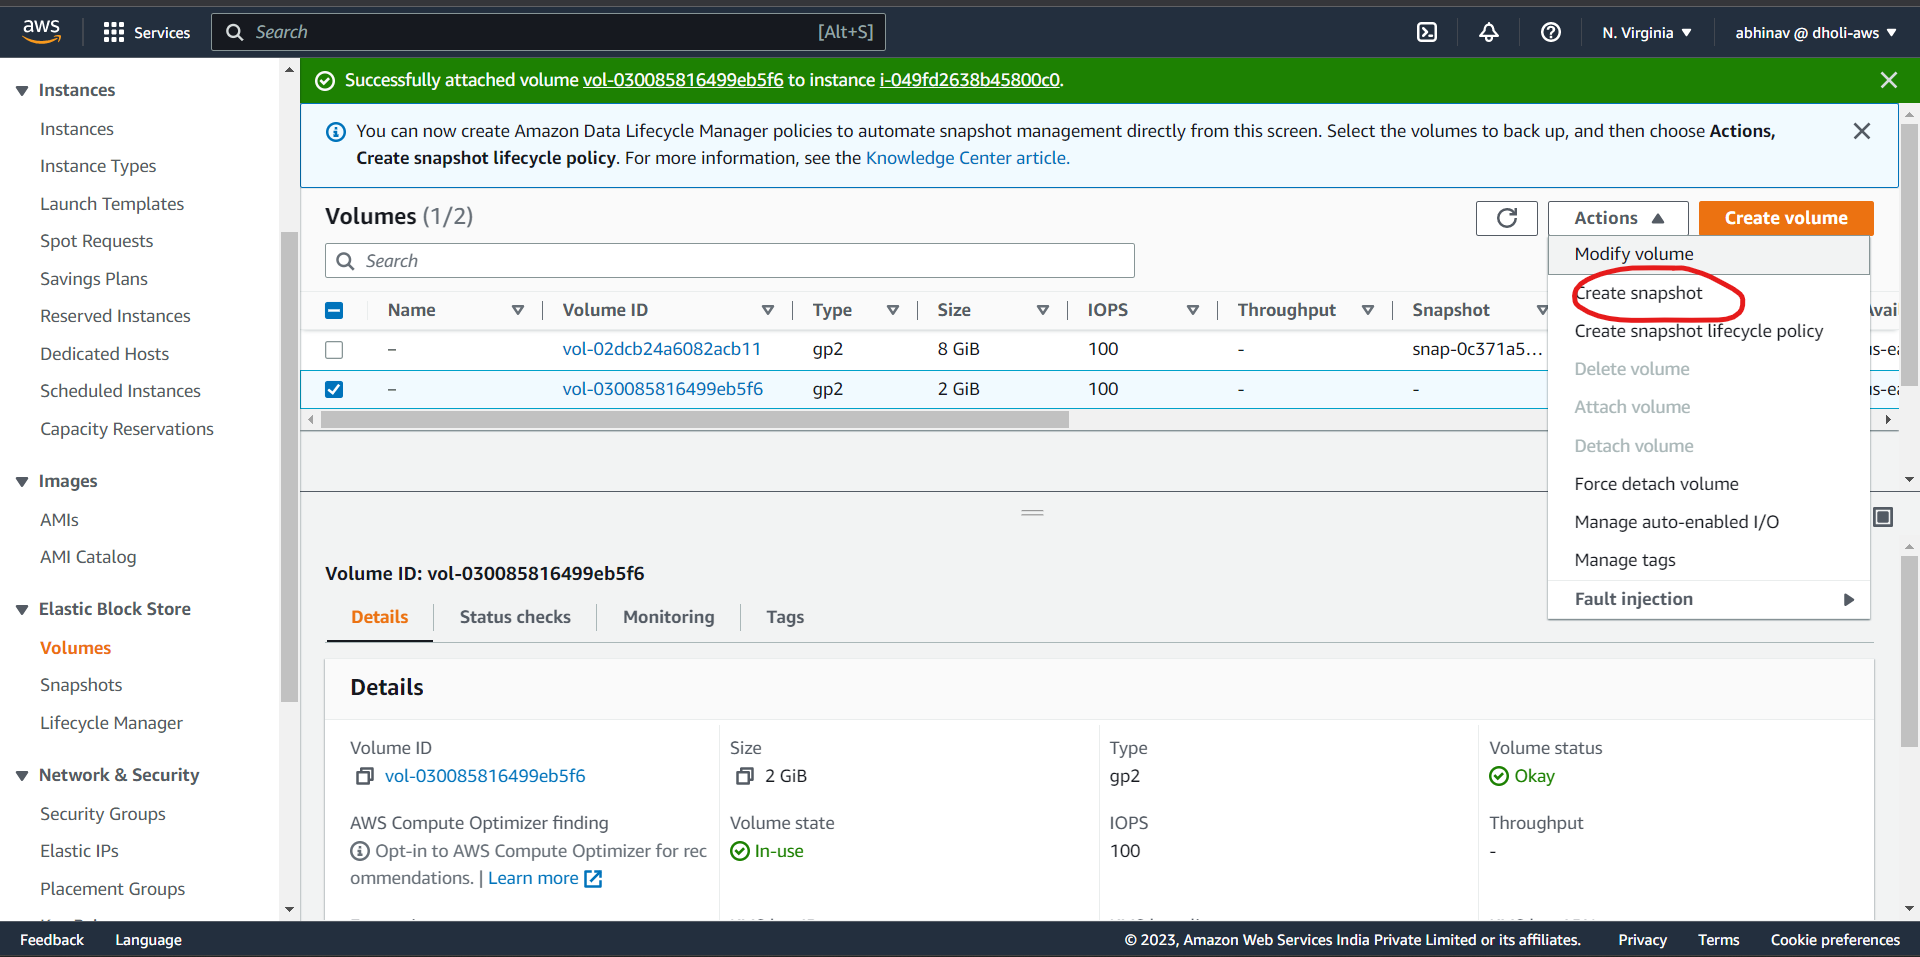 aws
Services
Search [Alt+S]
N. Virginia
abhinav @ dholi-aws
Instances
Instances
Instance Types
Launch Templates
Spot Requests
Savings Plans
Reserved Instances
Dedicated Hosts
Scheduled Instances
Capacity Reservations
Images
AMIs
AMI Catalog
Elastic Block Store
Volumes
Snapshots
Lifecycle Manager
Network & Security
Security Groups
Elastic IPs
Placement Groups
Successfully attached volume vol-030085816499eb5f6 to instance i-049fd2638b45800c0.
You can now create Amazon Data Lifecycle Manager policies to automate snapshot management directly from this screen. Select the volumes to back up, and then choose Actions,
Create snapshot lifecycle policy. For more information, see the Knowledge Center article.
Volumes (1/2)
Actions
Create volume
Search
Name Volume ID Type Size IOPS Throughput Snapshot
– vol-02dcb24a6082acb11 gp2 8 GiB 100 - snap-0c371a5...
– vol-030085816499eb5f6 gp2 2 GiB 100 - -
Modify volume
Create snapshot
Create snapshot lifecycle policy
Delete volume
Attach volume
Detach volume
Force detach volume
Manage auto-enabled I/O
Manage tags
Fault injection
Volume ID: vol-030085816499eb5f6
Details Status checks Monitoring Tags
Details
Volume ID
vol-030085816499eb5f6
Size
2 GiB
Type
gp2
Volume status
Okay
AWS Compute Optimizer finding
Opt-in to AWS Compute Optimizer for rec
ommendations. | Learn more
Volume state
In-use
IOPS
100
Throughput
-
Feedback
Language
© 2023, Amazon Web Services India Private Limited or its affiliates.
Privacy
Terms
Cookie preferences